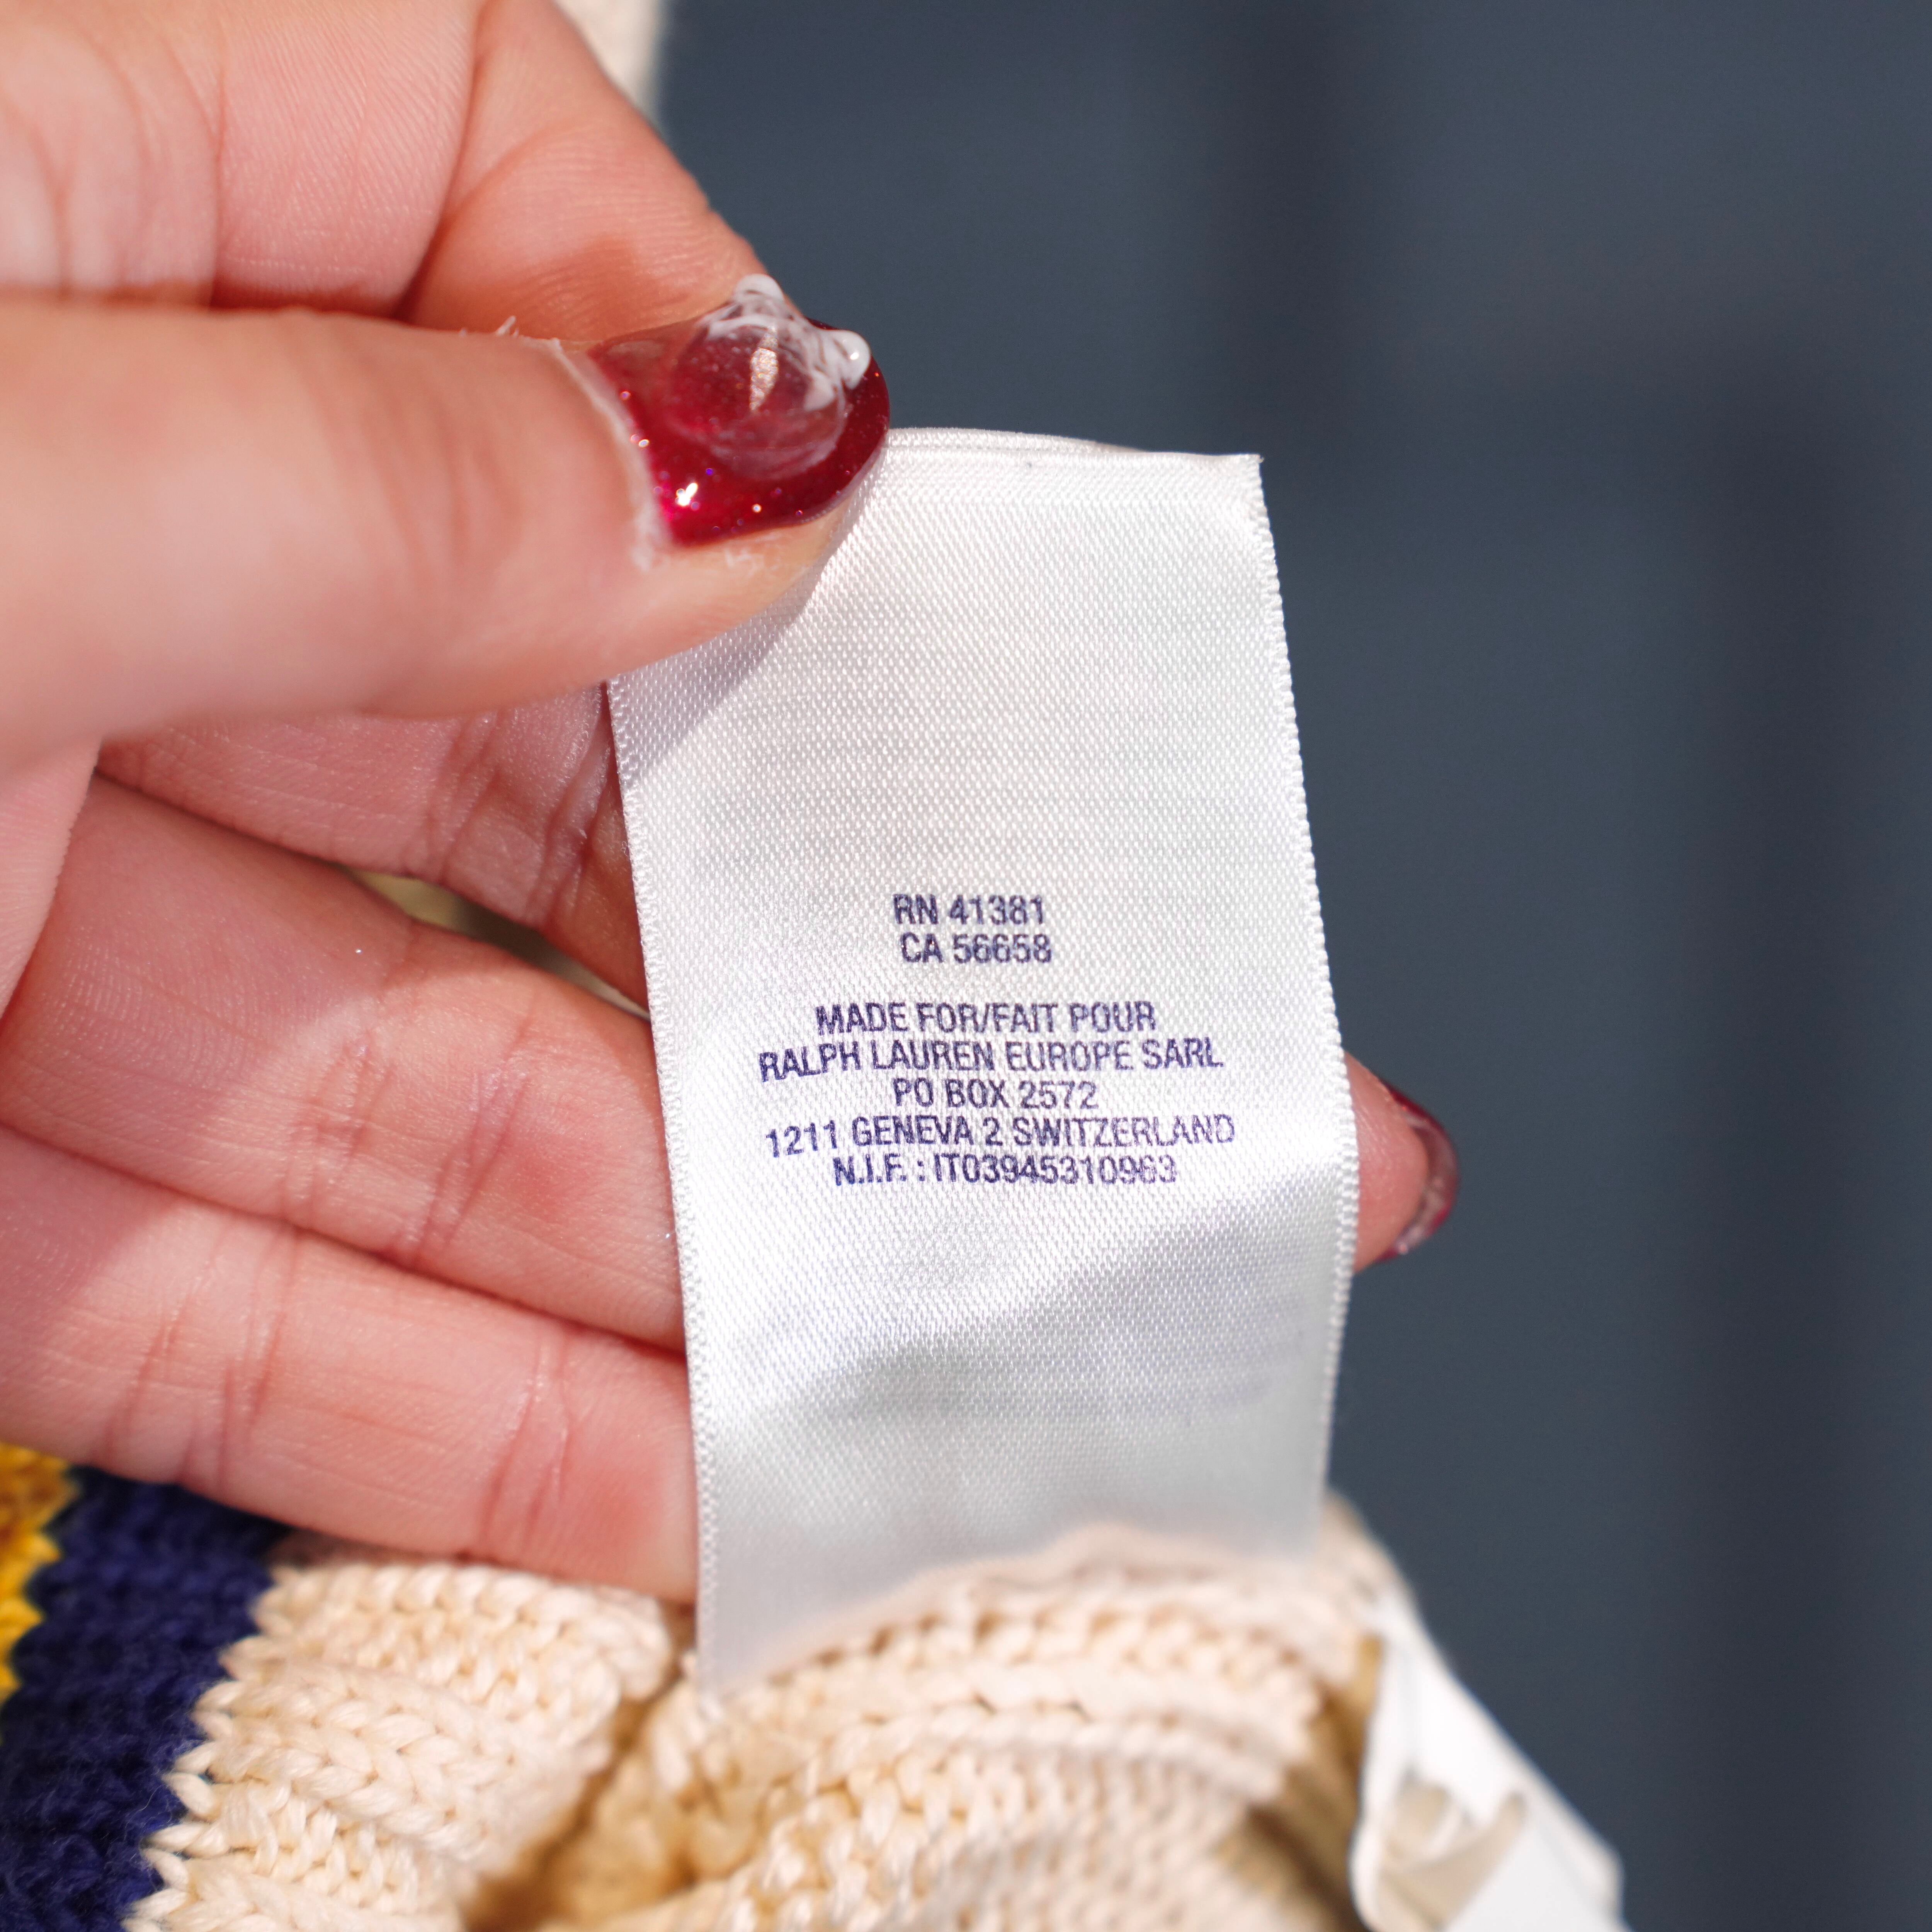 RN 41381
CA 56658
MADE FOR/FAIT POUR
RALPH LAUREN EUROPE SARL
PO BOX 2572
1211 GENEVA 2 SWITZERLAND
N.I.F. : IT03945310963